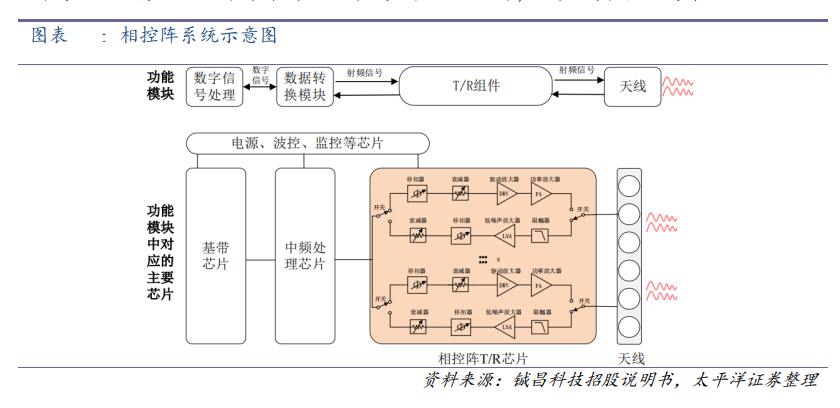 图表 : 相控阵系统示意图
功能模块
数字信号处理
数字信号
数据转换模块
射频信号
T/R组件
射频信号
天线
电源、波控、监控等芯片
功能模块中对应的主要芯片
基带芯片
中频处理芯片
移相器 衰减器 驱动放大器 功率放大器
开关
DRV PA
开关
衰减器 移相器 低噪声放大器 限幅器
LNA
N
移相器 衰减器 驱动放大器 功率放大器
开关
DRV PA
开关
衰减器 移相器 低噪声放大器 限幅器
LNA
相控阵T/R芯片
天线
资料来源：铖昌科技招股说明书，太平洋证券整理